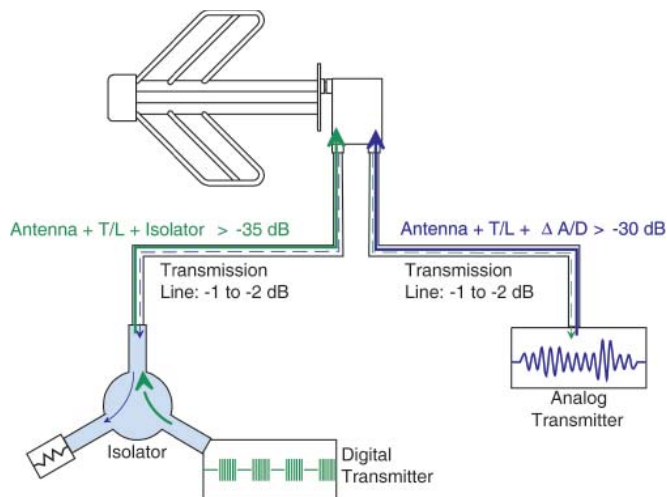 Antenna + T/L + Isolator > -35 dB
Antenna + T/L + Δ A/D > -30 dB
Transmission
Line: -1 to -2 dB
Transmission
Line: -1 to -2 dB
Isolator
Digital
Transmitter
Analog
Transmitter